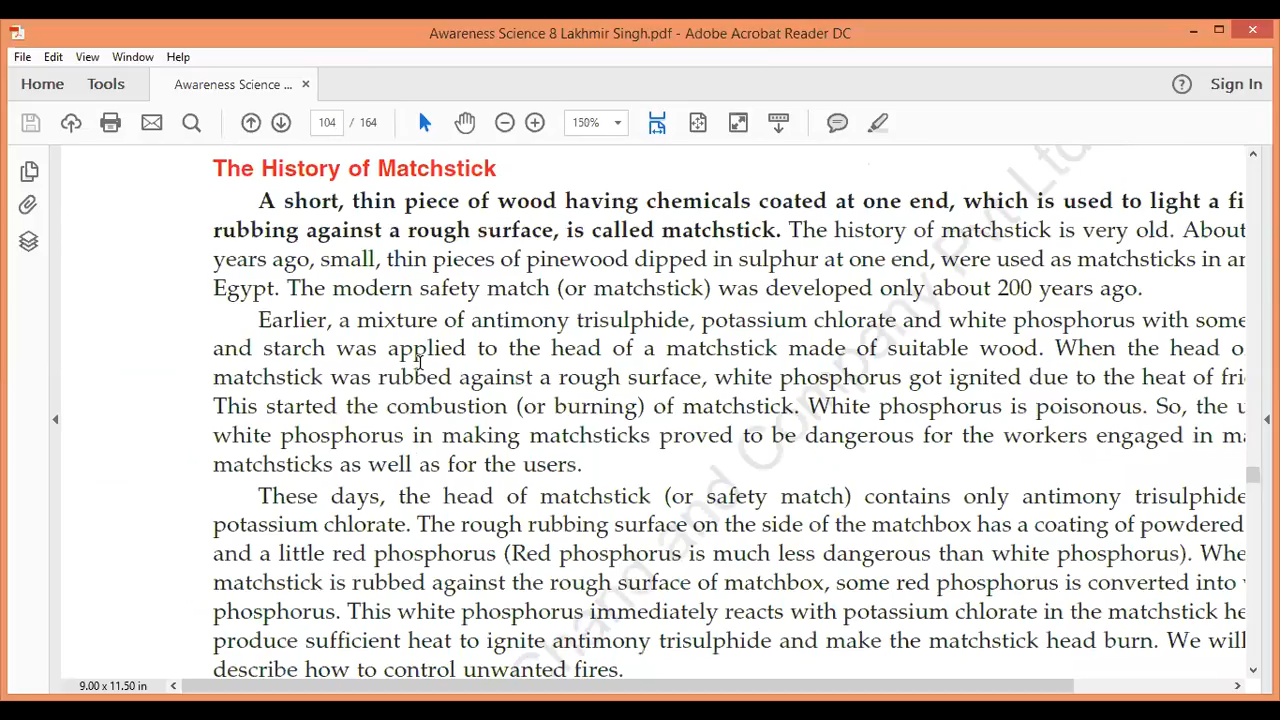 Awareness Science & Lakhmir Singh.pdf - Adobe Acrobat Reader DC
File Edit View Window Help
Home Tools Awareness Science ... × ? Sign In
104 / 164 150%
The History of Matchstick
A short, thin piece of wood having chemicals coated at one end, which is used to light a fi
rubbing against a rough surface, is called matchstick. The history of matchstick is very old. About
years ago, small, thin pieces of pinewood dipped in sulphur at one end, were used as matchsticks in an
Egypt. The modern safety match (or matchstick) was developed only about 200 years ago.
Earlier, a mixture of antimony trisulphide, potassium chlorate and white phosphorus with some
and starch was applied to the head of a matchstick made of suitable wood. When the head o
matchstick was rubbed against a rough surface, white phosphorus got ignited due to the heat of fri
This started the combustion (or burning) of matchstick. White phosphorus is poisonous. So, the u
white phosphorus in making matchsticks proved to be dangerous for the workers engaged in ma
matchsticks as well as for the users.
These days, the head of matchstick (or safety match) contains only antimony trisulphide
potassium chlorate. The rough rubbing surface on the side of the matchbox has a coating of powdered
and a little red phosphorus (Red phosphorus is much less dangerous than white phosphorus). Whe
matchstick is rubbed against the rough surface of matchbox, some red phosphorus is converted into
phosphorus. This white phosphorus immediately reacts with potassium chlorate in the matchstick he
produce sufficient heat to ignite antimony trisulphide and make the matchstick head burn. We will
describe how to control unwanted fires.
Chand and Company Pvt Ltd
9.00 x 11.50 in